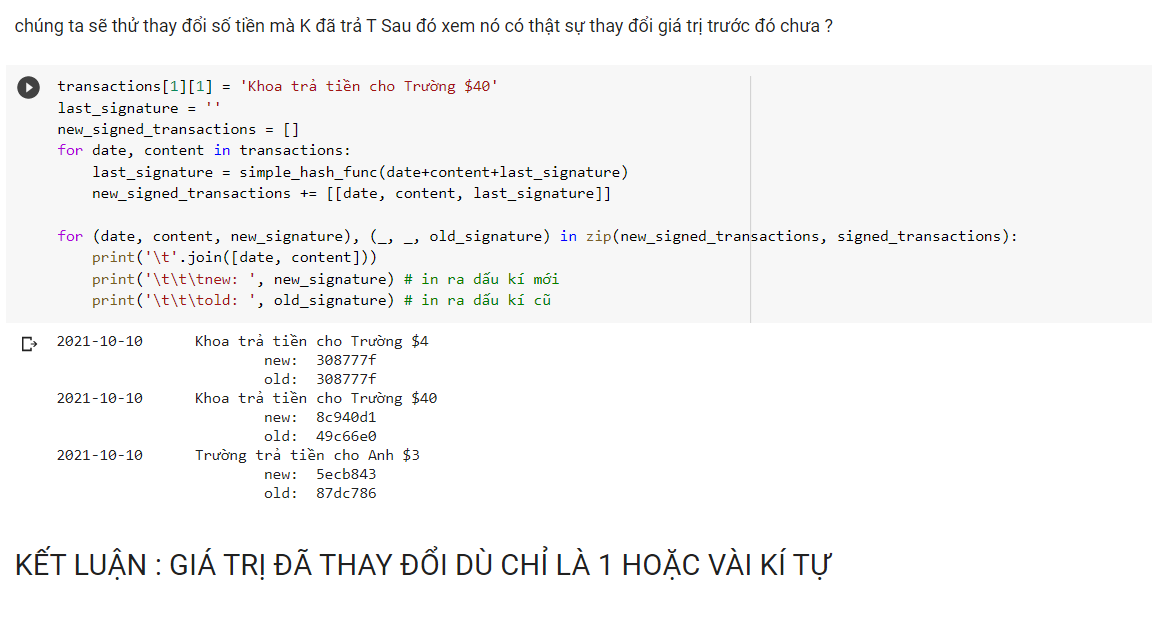 chúng ta sẽ thử thay đổi số tiền mà K đã trả T Sau đó xem nó có thật sự thay đổi giá trị trước đó chưa ?
transactions[1][1] = 'Khoa trả tiền cho Trường $40'
last_signature = ''
new_signed_transactions = []
for date, content in transactions:
    last_signature = simple_hash_func(date+content+last_signature)
    new_signed_transactions += [[date, content, last_signature]]
for (date, content, new_signature), (_, _, old_signature) in zip(new_signed_transactions, signed_transactions):
    print('\t'.join([date, content]))
    print('\t\t\tnew: ', new_signature) # in ra dấu kí mới
    print('\t\t\told: ', old_signature) # in ra dấu kí cũ
2021-10-10      Khoa trả tiền cho Trường $4
                        new:  308777f
                        old:  308777f
2021-10-10      Khoa trả tiền cho Trường $40
                        new:  8c940d1
                        old:  49c66e0
2021-10-10      Trường trả tiền cho Anh $3
                        new:  5ecb843
                        old:  87dc786
KẾT LUẬN : GIÁ TRỊ ĐÃ THAY ĐỔI DÙ CHỈ LÀ 1 HOẶC VÀI KÍ TỰ